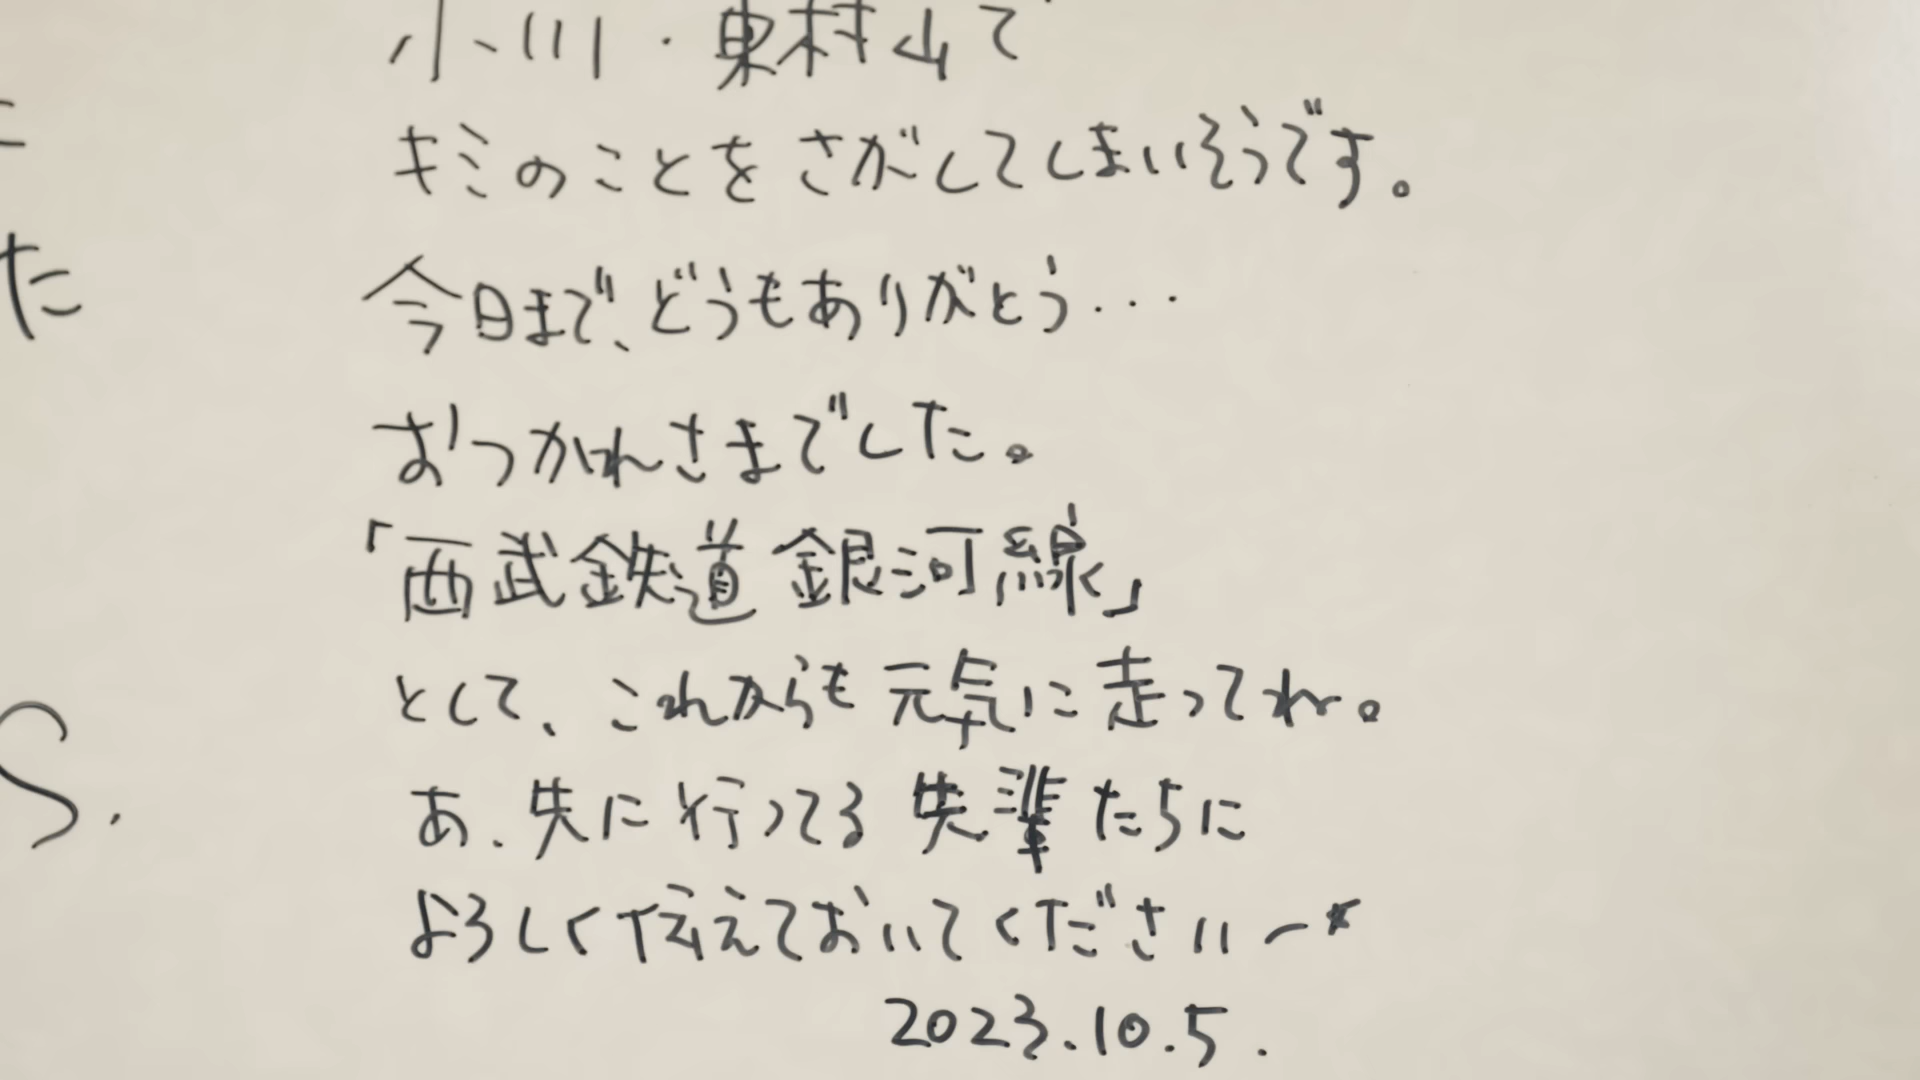 小川・東村山で
キミのことをさがしてしまいそうです。
今日まで、どうもありがとう・・・
おつかれさまでした。
「西武鉄道銀河線」
として、これからも元気に走ってね。
あ、先に行ってる先輩たちに
よろしく伝えておいてくださいー★
2023.10.5.
た